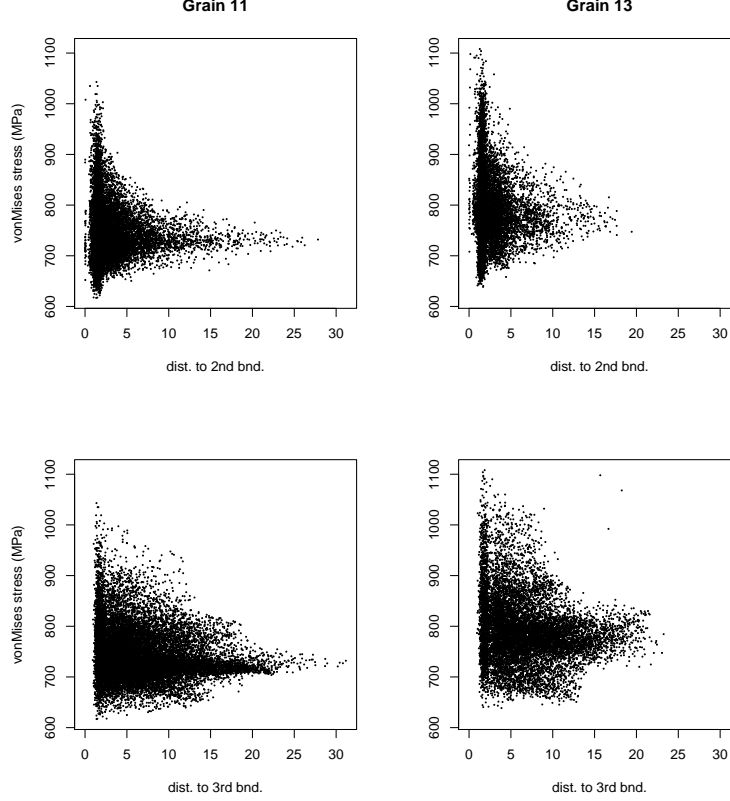 Grain 11
Grain 13
vonMises stress (MPa)
600 700 800 900 1000 1100
600 700 800 900 1000 1100
0 5 10 15 20 25 30
0 5 10 15 20 25 30
dist. to 2nd bnd.
dist. to 2nd bnd.
vonMises stress (MPa)
600 700 800 900 1000 1100
600 700 800 900 1000 1100
0 5 10 15 20 25 30
0 5 10 15 20 25 30
dist. to 3rd bnd.
dist. to 3rd bnd.